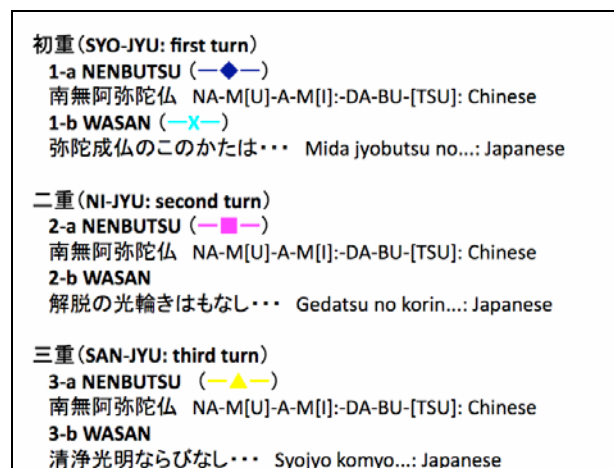 初重(SYO-JYU: first turn)
1-a NENBUTSU (—◆—)
南無阿弥陀仏 NA-M[U]-A-M[I]:-DA-BU-[TSU]: Chinese
1-b WASAN (—X—)
弥陀成仏のこのかたは・・・ Mida jyobutsu no...: Japanese
二重(NI-JYU: second turn)
2-a NENBUTSU (—■—)
南無阿弥陀仏 NA-M[U]-A-M[I]:-DA-BU-[TSU]: Chinese
2-b WASAN
解脱の光輪きはもなし・・・ Gedatsu no korin...: Japanese
三重(SAN-JYU: third turn)
3-a NENBUTSU (—▲—)
南無阿弥陀仏 NA-M[U]-A-M[I]:-DA-BU-[TSU]: Chinese
3-b WASAN
清浄光明ならびなし・・・ Syojyo komyo...: Japanese